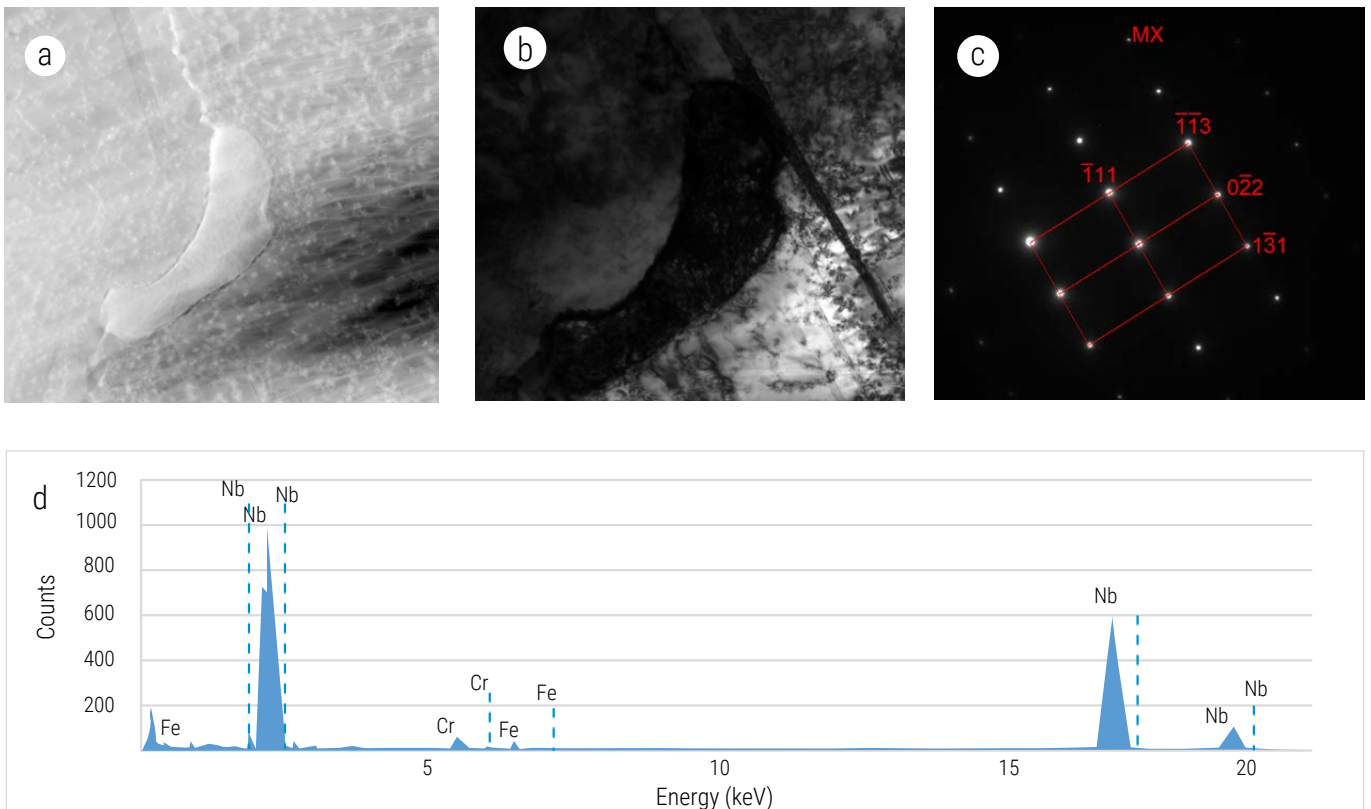 a
b
c
MX
1̅1̅3
1̅11
02̅2
13̅1
d
1200
1000
800
600
400
200
Counts
Nb
Nb
Nb
Fe
Cr
Cr
Fe
Fe
Nb
Nb
Nb
5
10
15
20
Energy (keV)